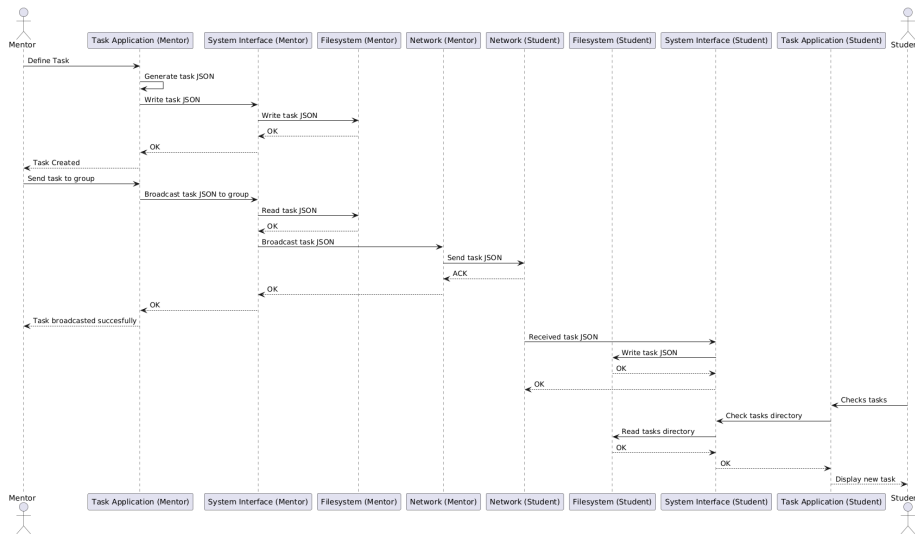 Mentor
Task Application (Mentor)
System Interface (Mentor)
Filesystem (Mentor)
Network (Mentor)
Network (Student)
Filesystem (Student)
System Interface (Student)
Task Application (Student)
Studen
Define Task
Generate task JSON
Write task JSON
Write task JSON
OK
OK
Task Created
Send task to group
Broadcast task JSON to group
Read task JSON
OK
Broadcast task JSON
Send task JSON
ACK
OK
OK
Task broadcasted succesfully
Received task JSON
Write task JSON
OK
OK
Checks tasks
Check tasks directory
Read tasks directory
OK
OK
Display new task
Mentor
Task Application (Mentor)
System Interface (Mentor)
Filesystem (Mentor)
Network (Mentor)
Network (Student)
Filesystem (Student)
System Interface (Student)
Task Application (Student)
Studen